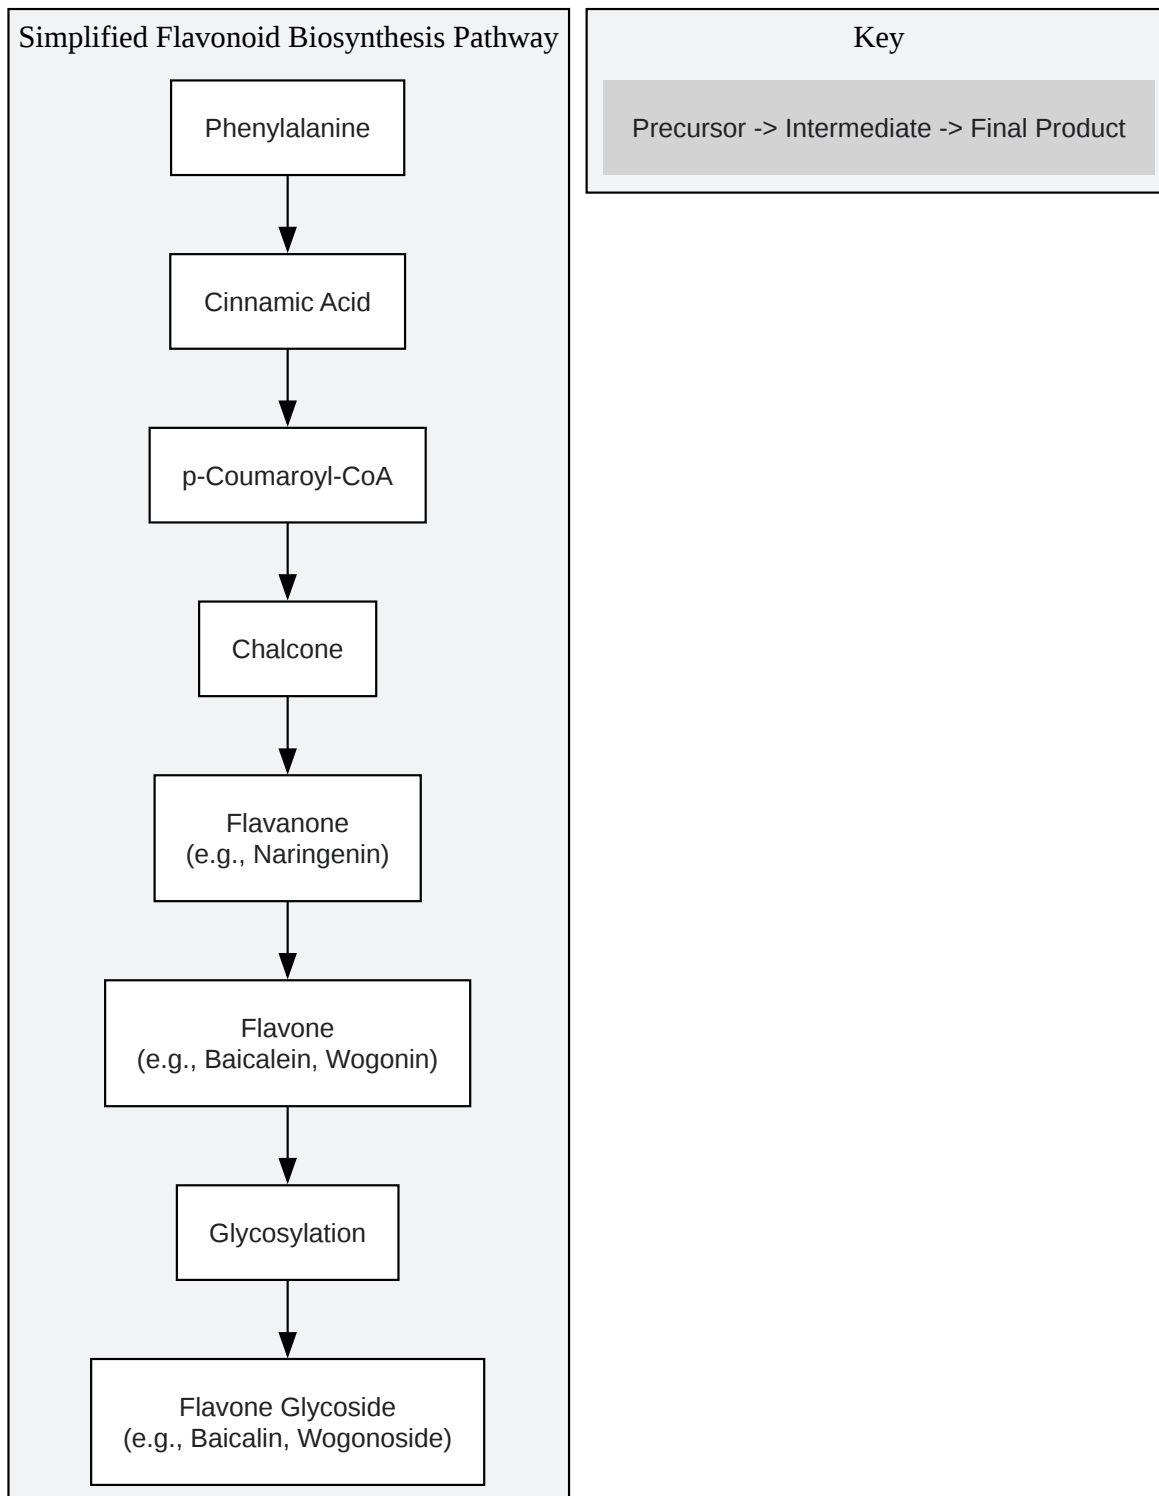 Simplified Flavonoid Biosynthesis Pathway
Phenylalanine
Cinnamic Acid
p-Coumaroyl-CoA
Chalcone
Flavanone
(e.g., Naringenin)
Flavone
(e.g., Baicalein, Wogonin)
Glycosylation
Flavone Glycoside
(e.g., Baicalin, Wogonoside)
Key
Precursor -> Intermediate -> Final Product